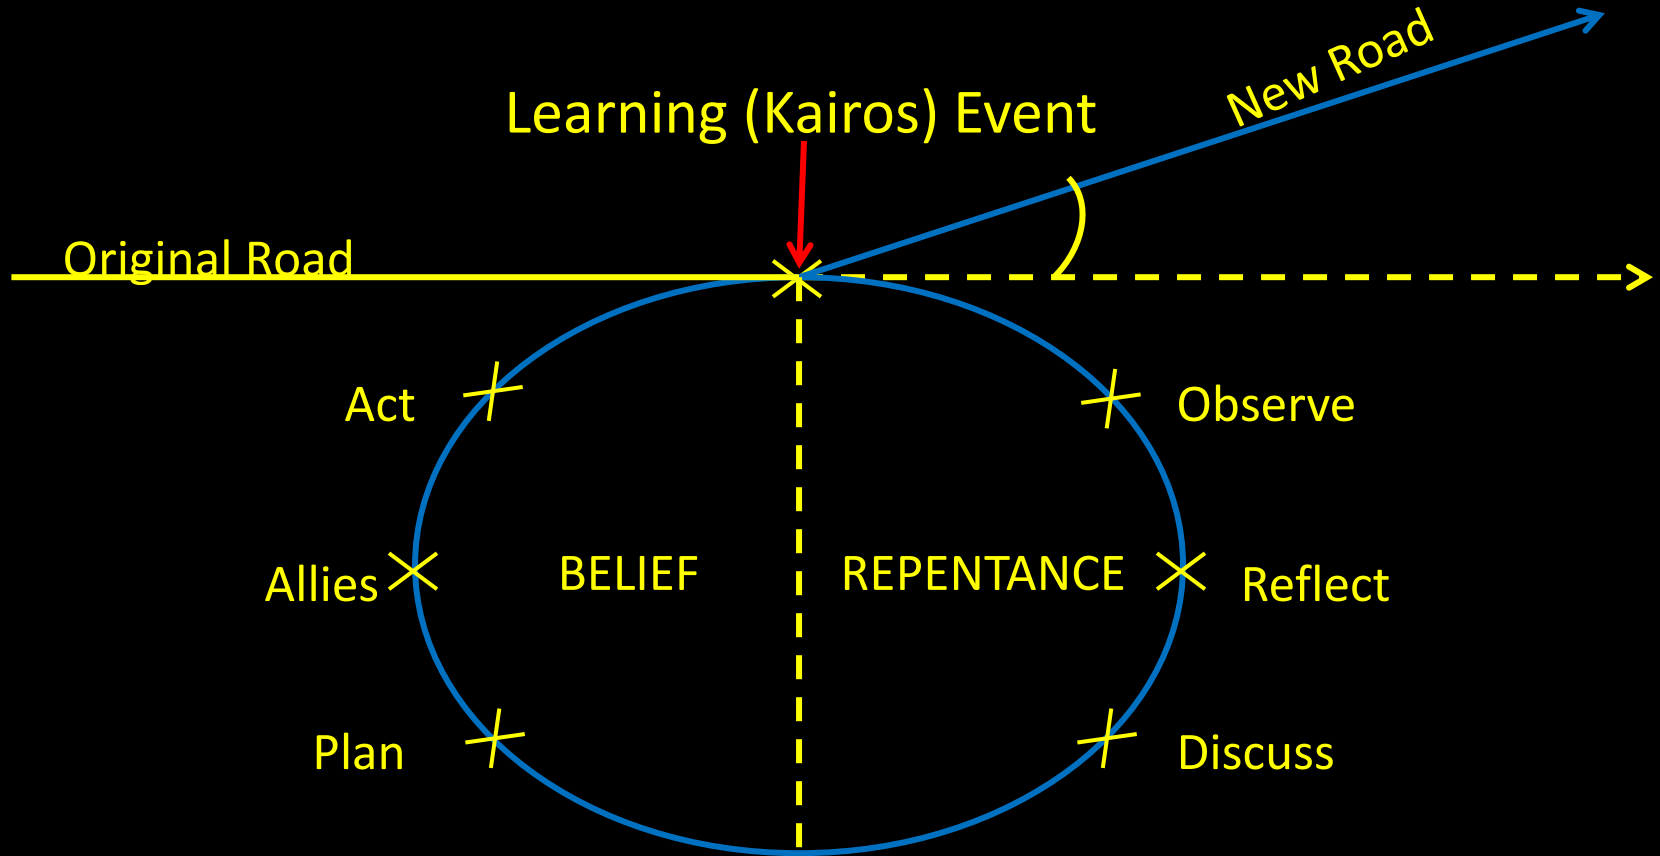 New Road
Learning (Kairos) Event
Original Road
Act
Observe
Allies
BELIEF
REPENTANCE
Reflect
Plan
Discuss